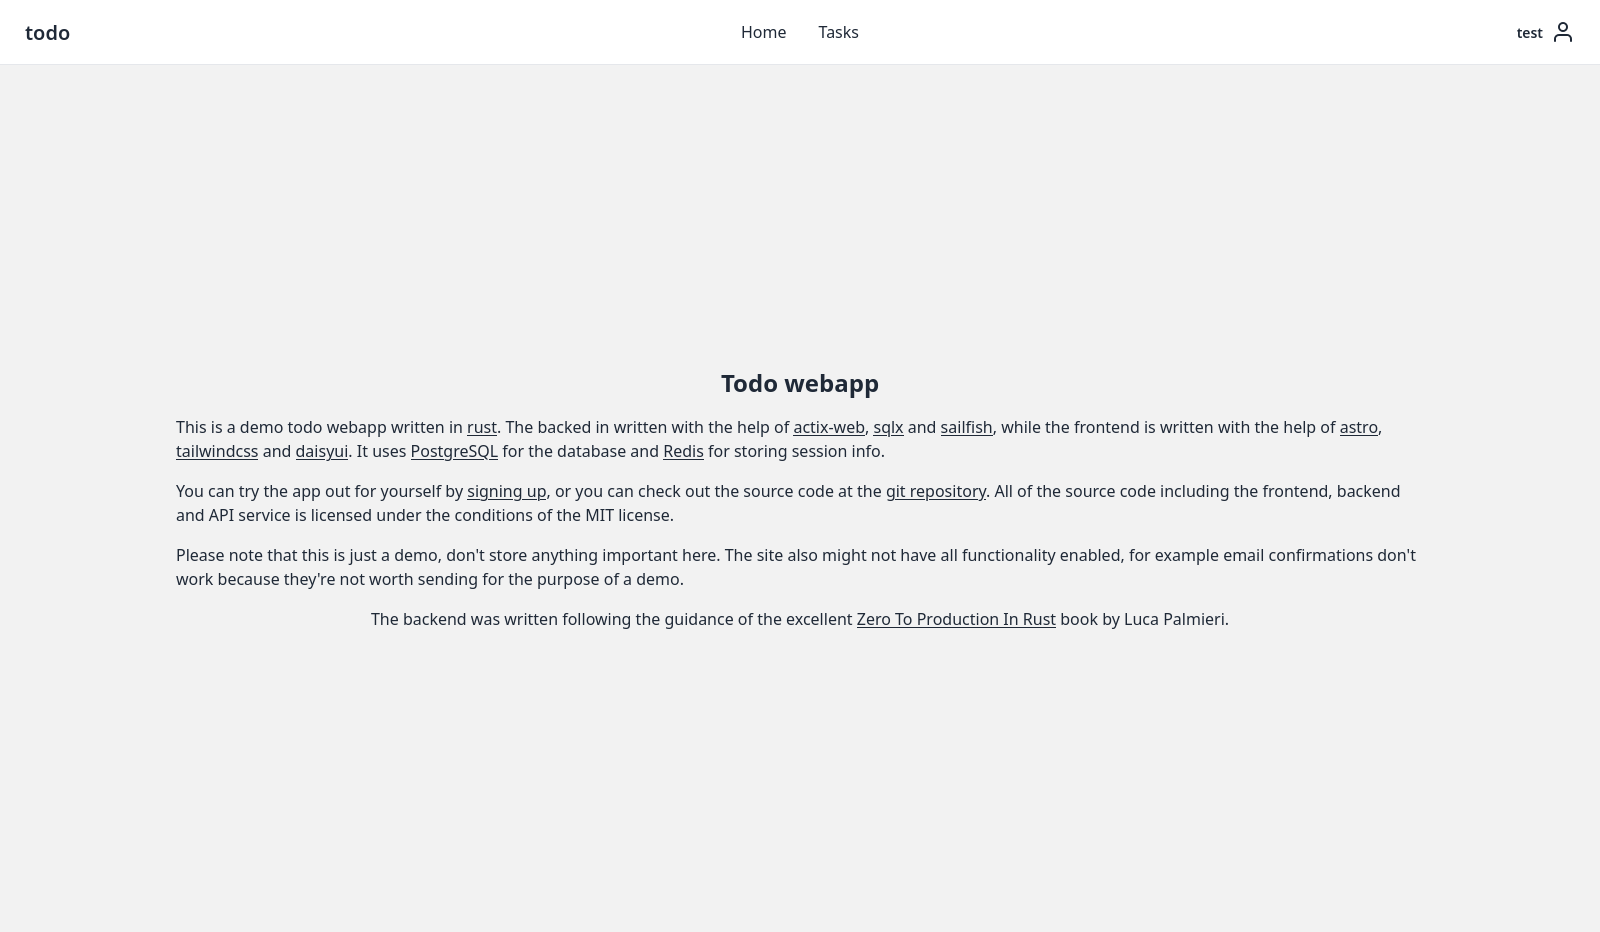 todo
Home
Tasks
test
Todo webapp
This is a demo todo webapp written in rust. The backed in written with the help of actix-web, sqlx and sailfish, while the frontend is written with the help of astro,
tailwindcss and daisyui. It uses PostgreSQL for the database and Redis for storing session info.
You can try the app out for yourself by signing up, or you can check out the source code at the git repository. All of the source code including the frontend, backend
and API service is licensed under the conditions of the MIT license.
Please note that this is just a demo, don't store anything important here. The site also might not have all functionality enabled, for example email confirmations don't
work because they're not worth sending for the purpose of a demo.
The backend was written following the guidance of the excellent Zero To Production In Rust book by Luca Palmieri.